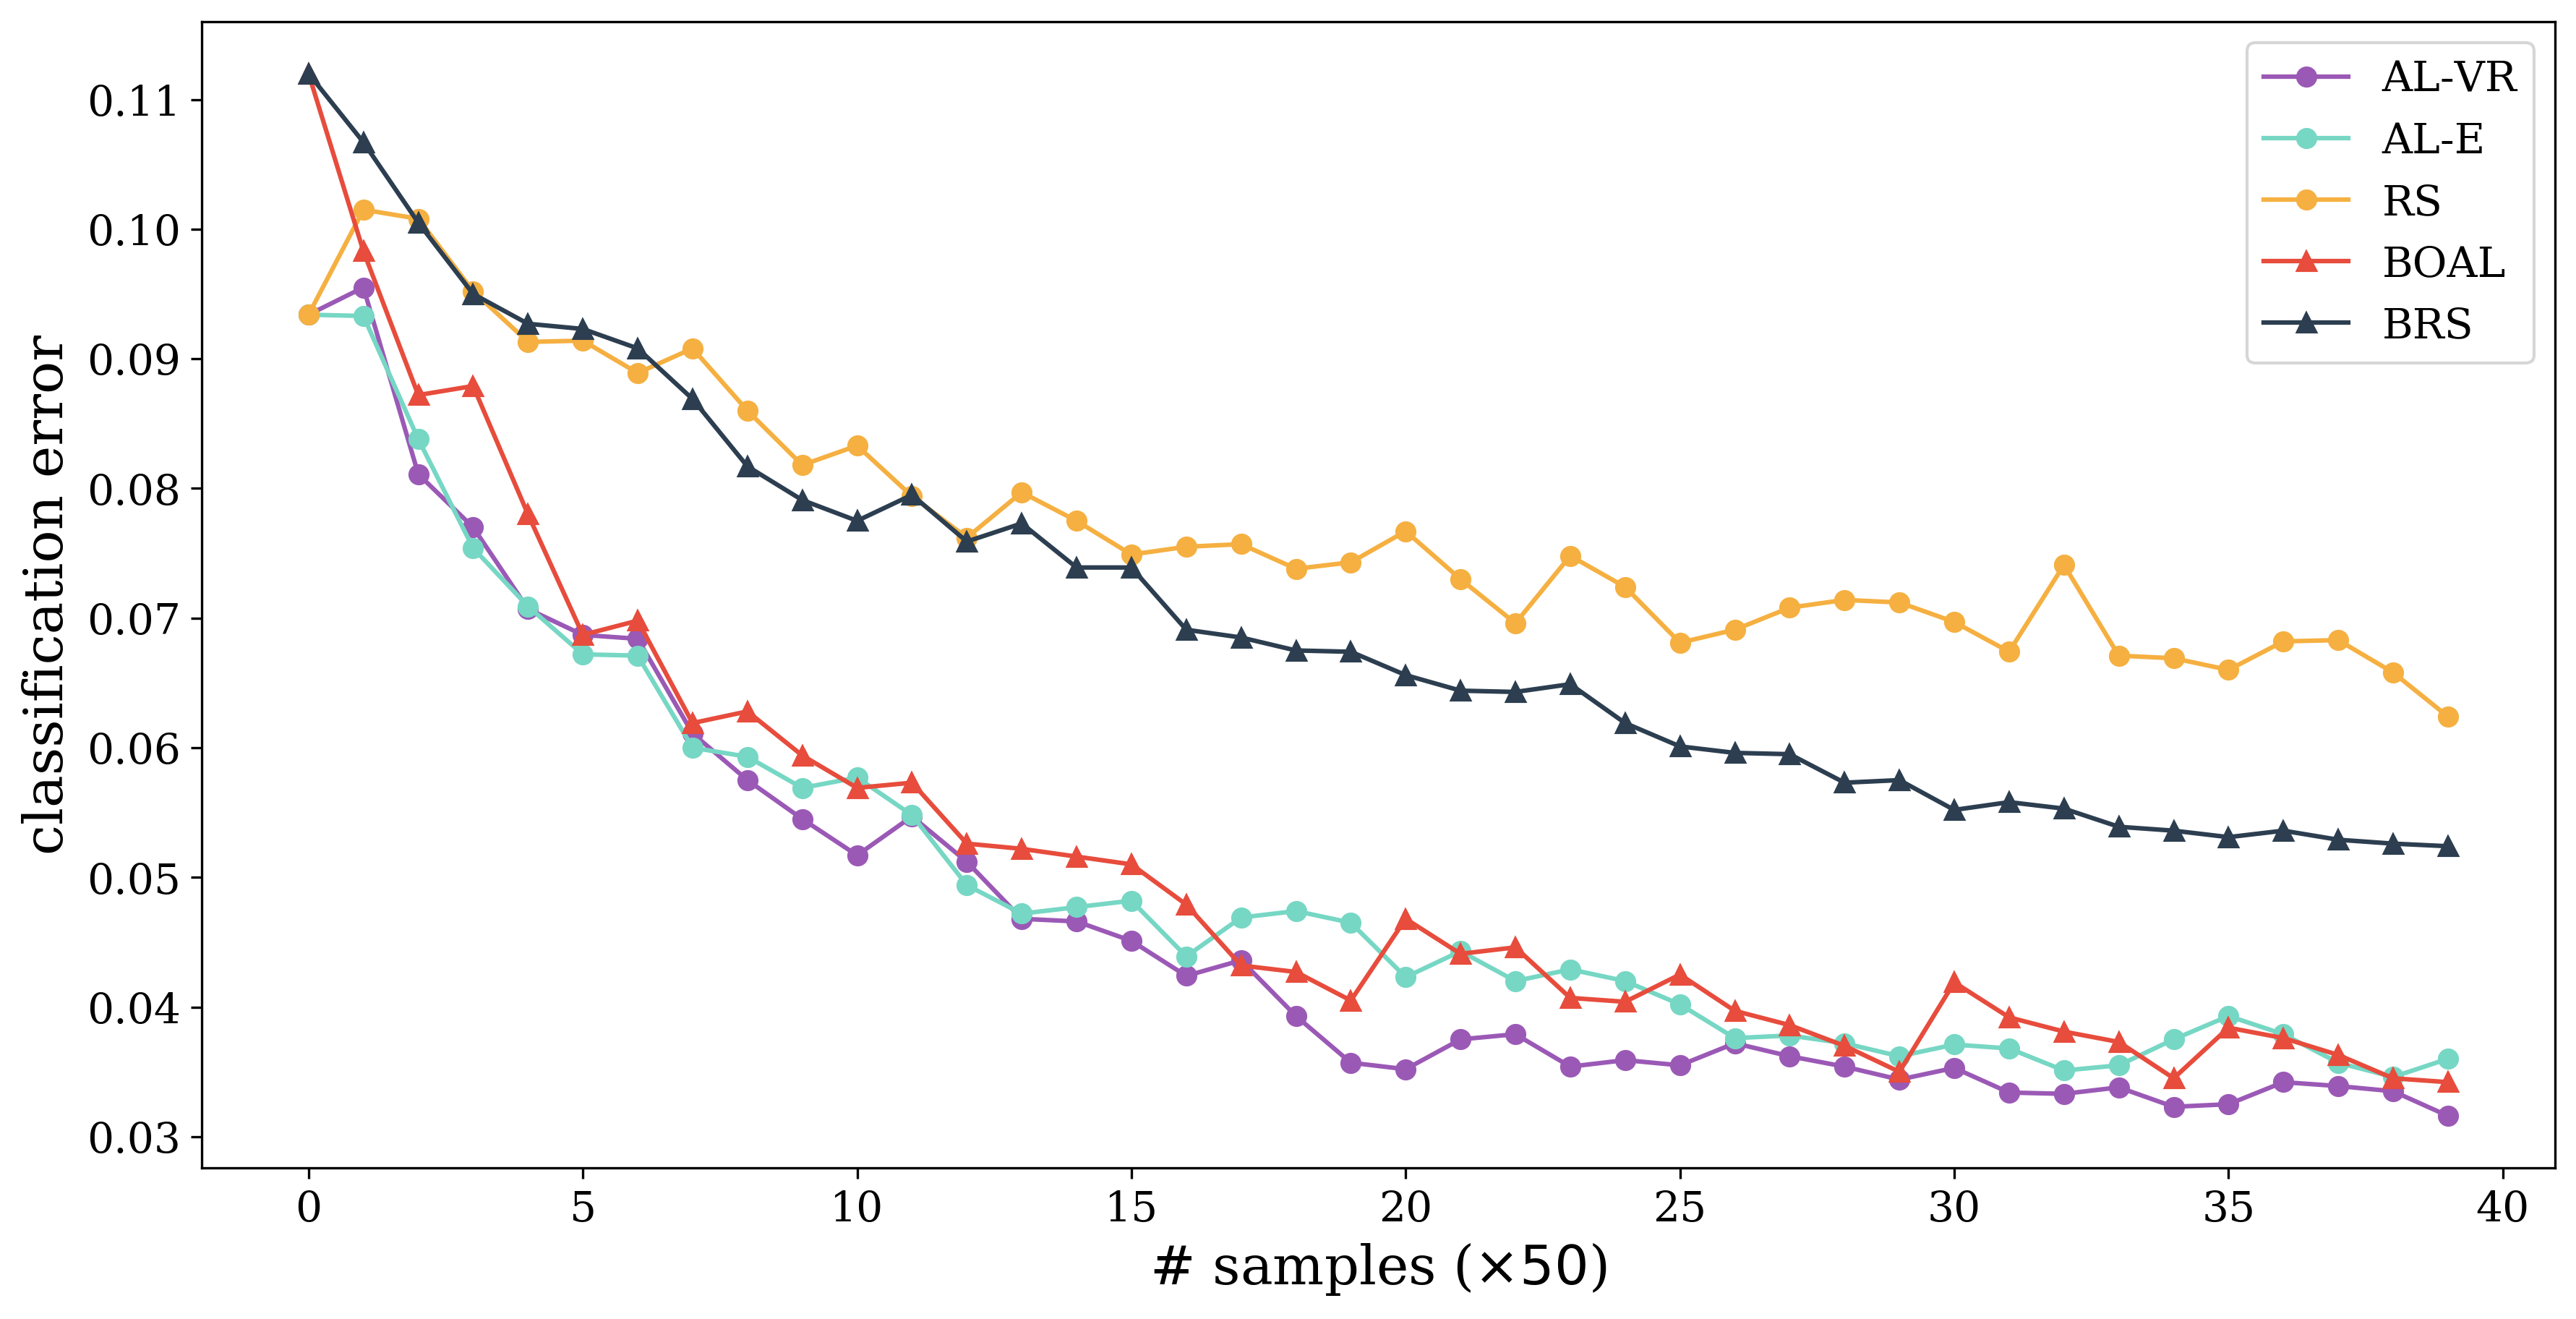 classification error
0.11
0.10
0.09
0.08
0.07
0.06
0.05
0.04
0.03
0 5 10 15 20 25 30 35 40
# samples (×50)
AL-VR
AL-E
RS
BOAL
BRS